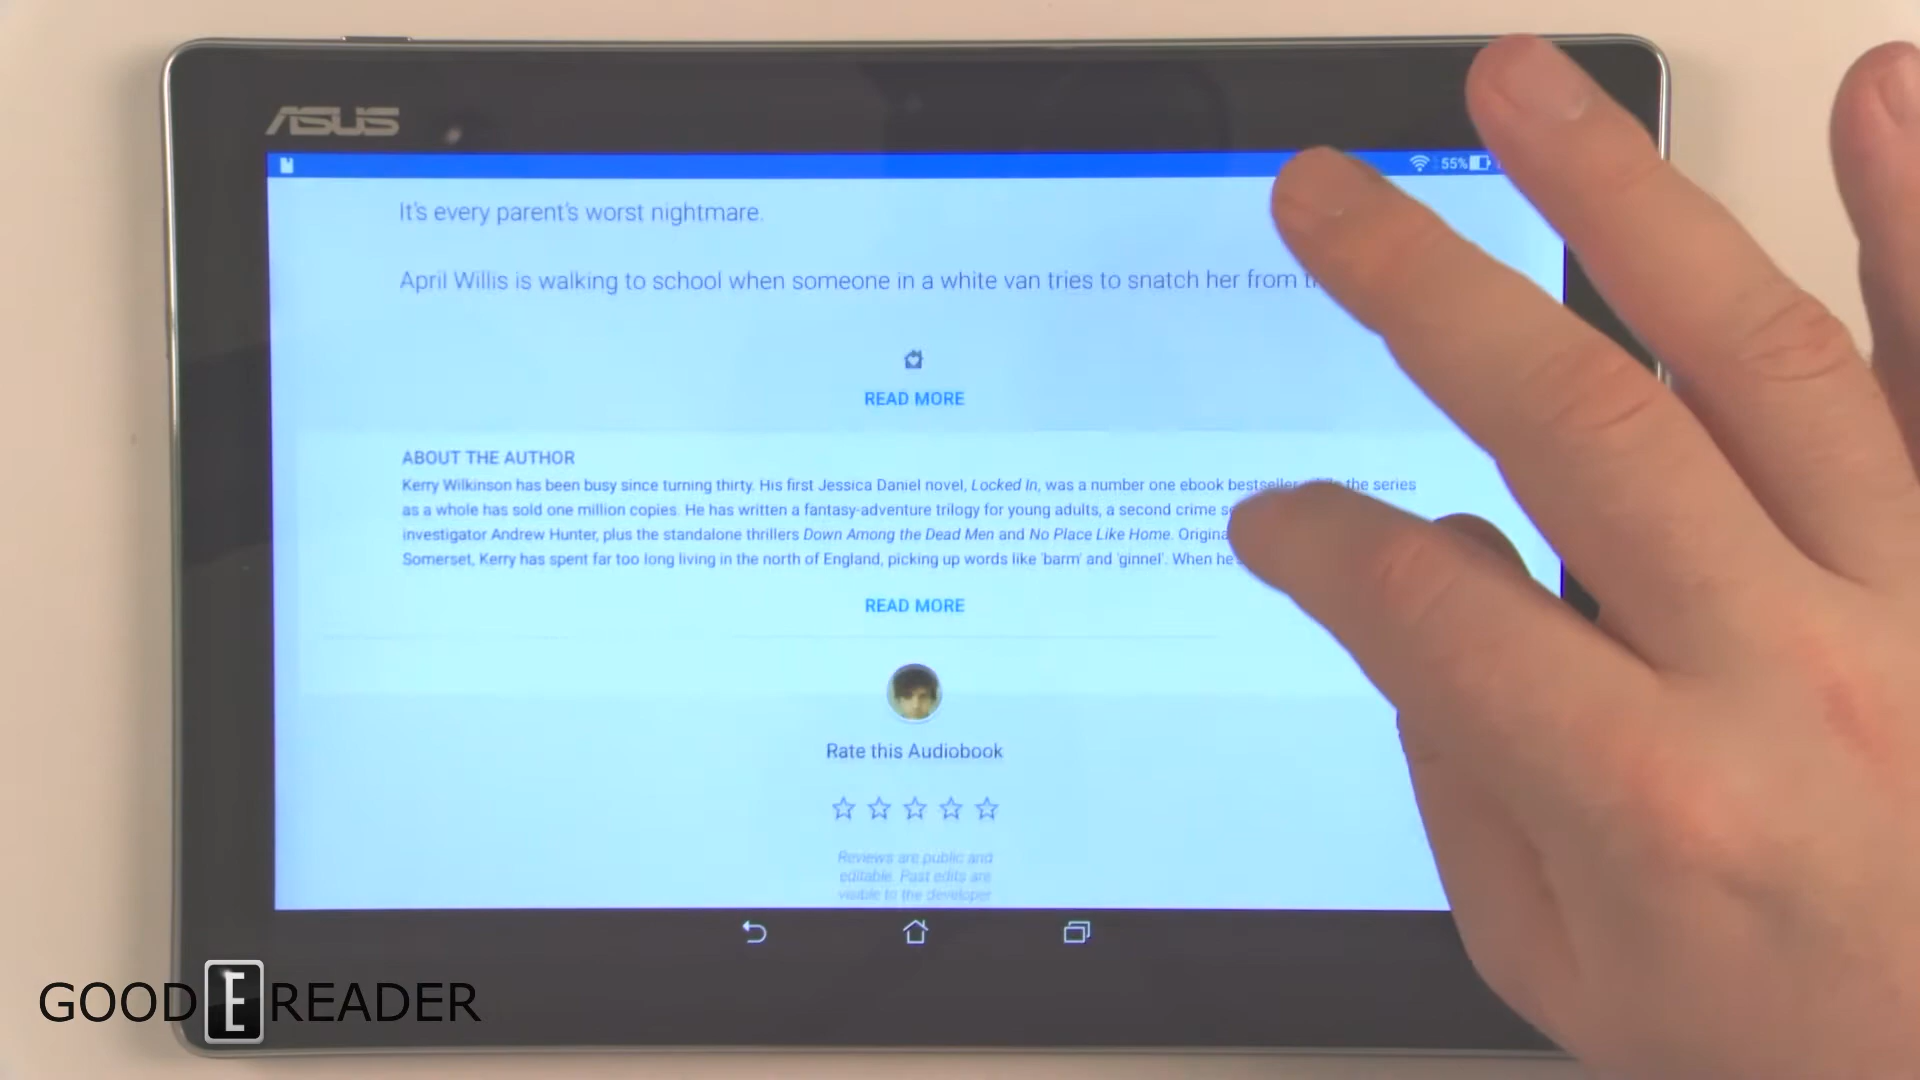 ASUS
55%
It's every parent's worst nightmare.
April Willis is walking to school when someone in a white van tries to snatch her from
READ MORE
ABOUT THE AUTHOR
Kerry Wilkinson has been busy since turning thirty. His first Jessica Daniel novel, Locked In, was a number one ebook bestseller the series
as a whole has sold one million copies. He has written a fantasy-adventure trilogy for young adults, a second crime
investigator Andrew Hunter, plus the standalone thrillers Down Among the Dead Men and No Place Like Home.
Somerset, Kerry has spent far too long living in the north of England, picking up words like 'barm' and 'ginnel'. When he
READ MORE
Rate this Audiobook
Reviews are public and
editable. Past edits are
visible to the developer
GOOD E READER